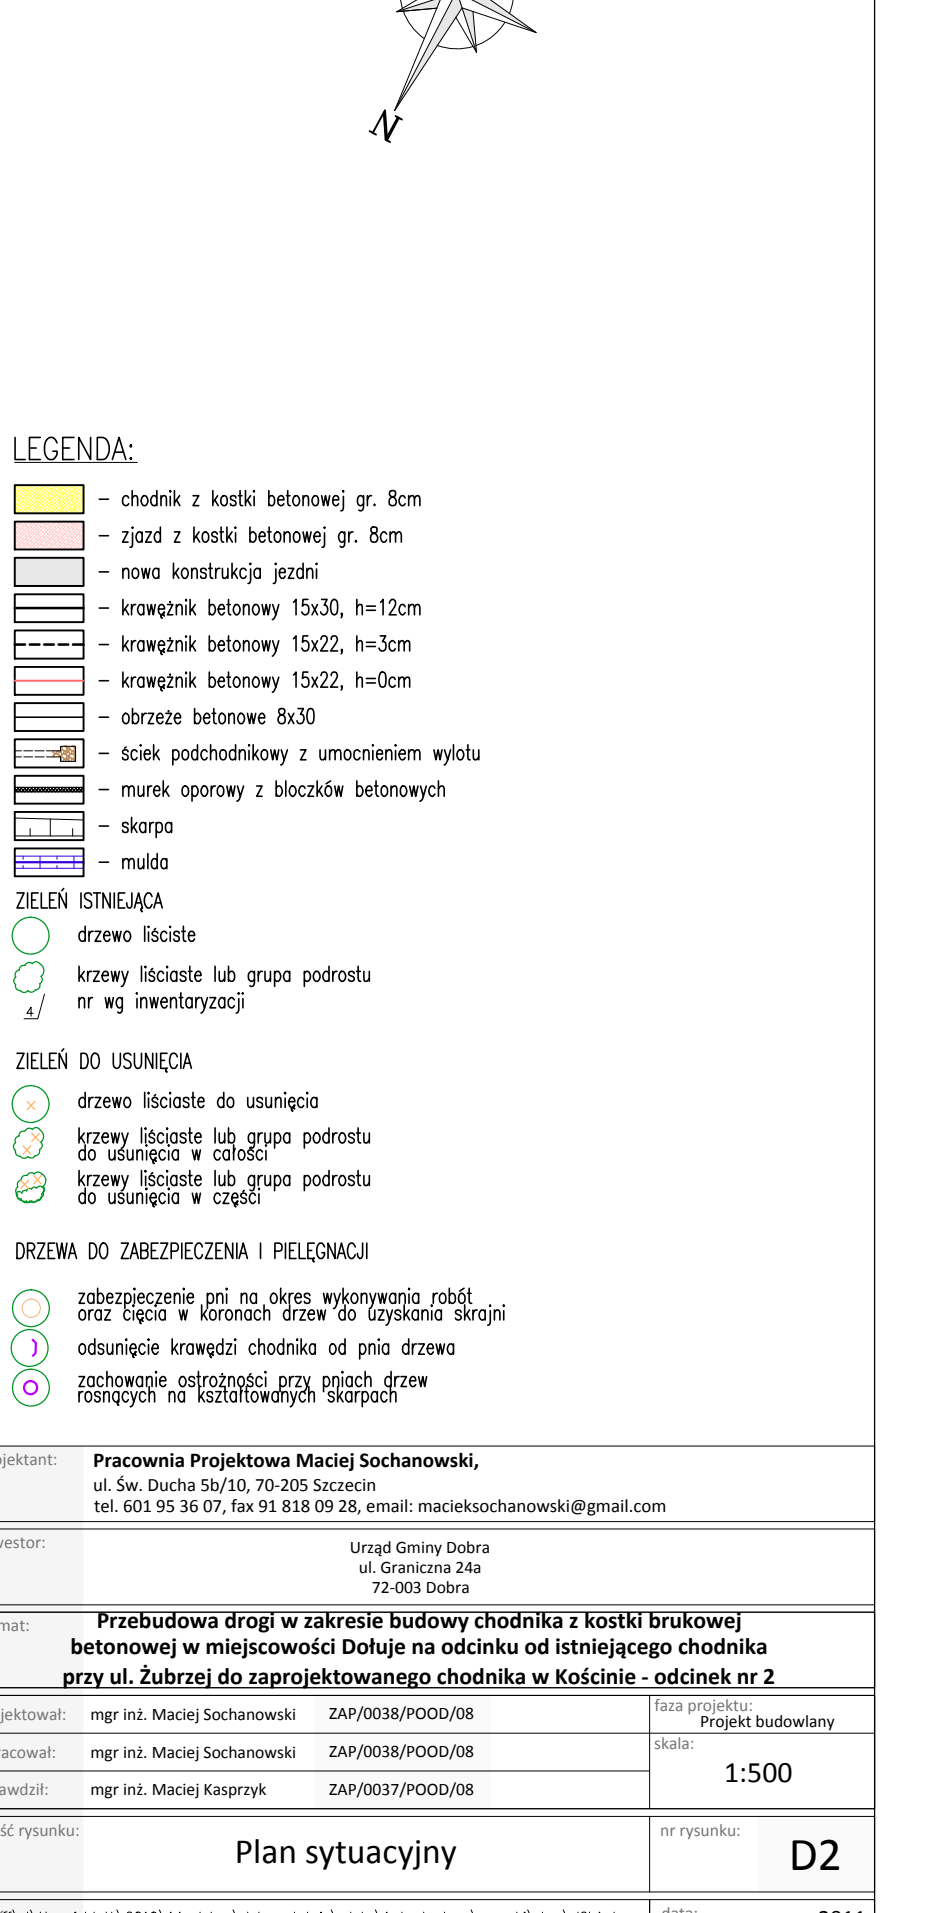 N
LEGENDA:
– chodnik z kostki betonowej gr. 8cm
– zjazd z kostki betonowej gr. 8cm
– nowa konstrukcja jezdni
– krawężnik betonowy 15x30, h=12cm
– krawężnik betonowy 15x22, h=3cm
– krawężnik betonowy 15x22, h=0cm
– obrzeże betonowe 8x30
– ściek podchodnikowy z umocnieniem wylotu
– murek oporowy z bloczków betonowych
– skarpa
– mulda
ZIELEŃ ISTNIEJĄCA
drzewo liściste
krzewy liściaste lub grupa podrostu
4/ nr wg inwentaryzacji
ZIELEŃ DO USUNIĘCIA
drzewo liściaste do usunięcia
krzewy liściaste lub grupa podrostu
do usunięcia w całości
krzewy liściaste lub grupa podrostu
do usunięcia w części
DRZEWA DO ZABEZPIECZENIA I PIELĘGNACJI
zabezpieczenie pni na okres wykonywania robót
oraz cięcia w koronach drzew do uzyskania skrajni
odsunięcie krawędzi chodnika od pnia drzewa
zachowanie ostrożności przy pniach drzew
rosnących na kształtowanych skarpach
jektant: Pracownia Projektowa Maciej Sochanowski,
ul. Św. Ducha 5b/10, 70-205 Szczecin
tel. 601 95 36 07, fax 91 818 09 28, email: macieksochanowski@gmail.com
vestor: Urząd Gminy Dobra
ul. Graniczna 24a
72-003 Dobra
mat: Przebudowa drogi w zakresie budowy chodnika z kostki brukowej
betonowej w miejscowości Dołuje na odcinku od istniejącego chodnika
przy ul. Żubrzej do zaprojektowanego chodnika w Kościnie - odcinek nr 2
jektował: mgr inż. Maciej Sochanowski ZAP/0038/POOD/08 faza projektu:
Projekt budowlany
racował: mgr inż. Maciej Sochanowski ZAP/0038/POOD/08 skala:
1:500
awdził: mgr inż. Maciej Kasprzyk ZAP/0037/POOD/08
ść rysunku: Plan sytuacyjny nr rysunku: D2
data: